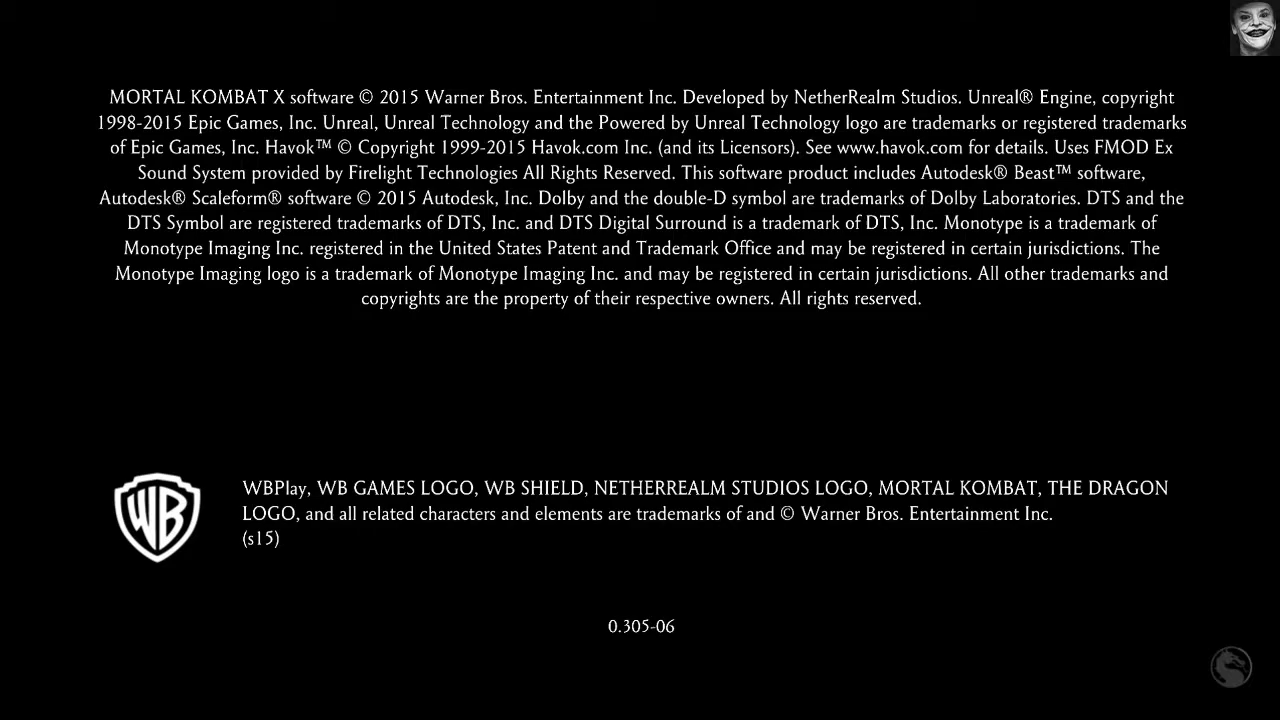 MORTAL KOMBAT X software © 2015 Warner Bros. Entertainment Inc. Developed by NetherRealm Studios. Unreal® Engine, copyright
1998-2015 Epic Games, Inc. Unreal, Unreal Technology and the Powered by Unreal Technology logo are trademarks or registered trademarks
of Epic Games, Inc. Havok™ © Copyright 1999-2015 Havok.com Inc. (and its Licensors). See www.havok.com for details. Uses FMOD Ex
Sound System provided by Firelight Technologies All Rights Reserved. This software product includes Autodesk® Beast™ software,
Autodesk® Scaleform® software © 2015 Autodesk, Inc. Dolby and the double-D symbol are trademarks of Dolby Laboratories. DTS and the
DTS Symbol are registered trademarks of DTS, Inc. and DTS Digital Surround is a trademark of DTS, Inc. Monotype is a trademark of
Monotype Imaging Inc. registered in the United States Patent and Trademark Office and may be registered in certain jurisdictions. The
Monotype Imaging logo is a trademark of Monotype Imaging Inc. and may be registered in certain jurisdictions. All other trademarks and
copyrights are the property of their respective owners. All rights reserved.
WB
WBPlay, WB GAMES LOGO, WB SHIELD, NETHERREALM STUDIOS LOGO, MORTAL KOMBAT, THE DRAGON
LOGO, and all related characters and elements are trademarks of and © Warner Bros. Entertainment Inc.
(s15)
0.305-06